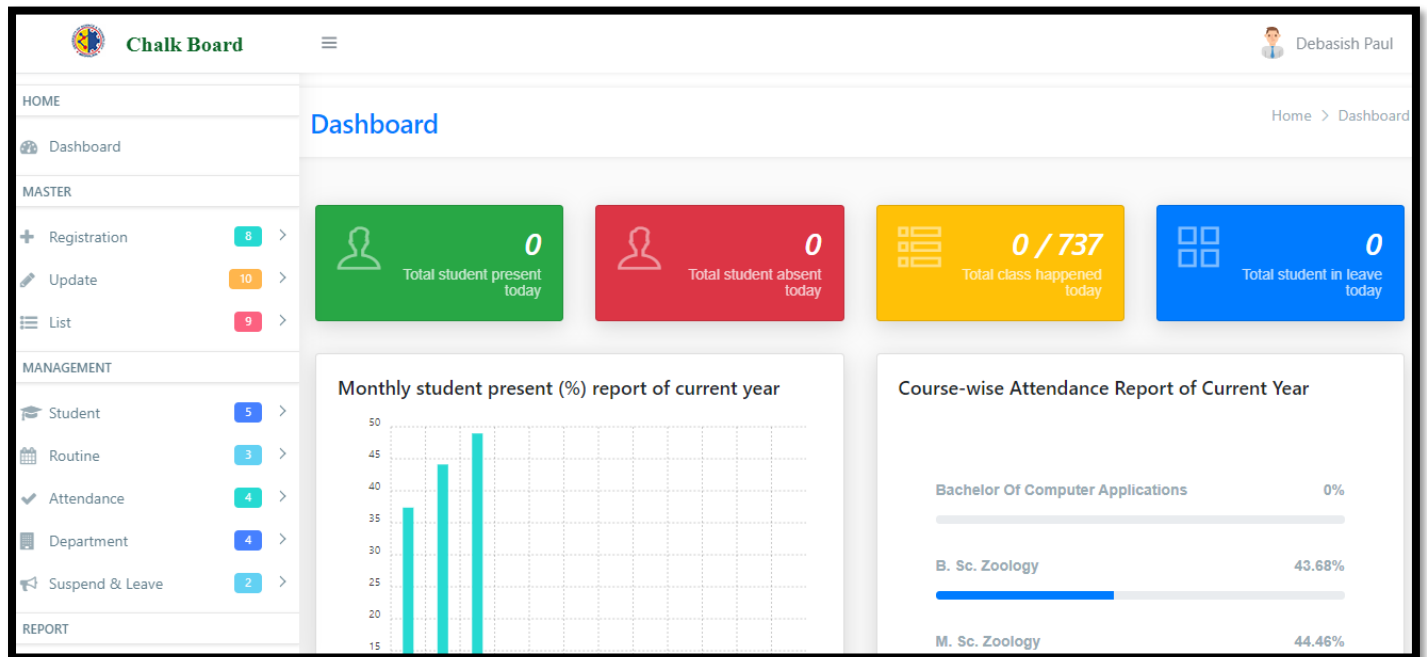 Chalk Board
Debasish Paul
HOME
Dashboard
MASTER
Registration 8
Update 10
List 9
MANAGEMENT
Student 5
Routine 3
Attendance 4
Department 4
Suspend & Leave 2
REPORT
Dashboard
Home > Dashboard
0
Total student present
today
0
Total student absent
today
0 / 737
Total class happened
today
0
Total student in leave
today
Monthly student present (%) report of current year
50
45
40
35
30
25
20
15
Course-wise Attendance Report of Current Year
Bachelor Of Computer Applications 0%
B. Sc. Zoology 43.68%
M. Sc. Zoology 44.46%